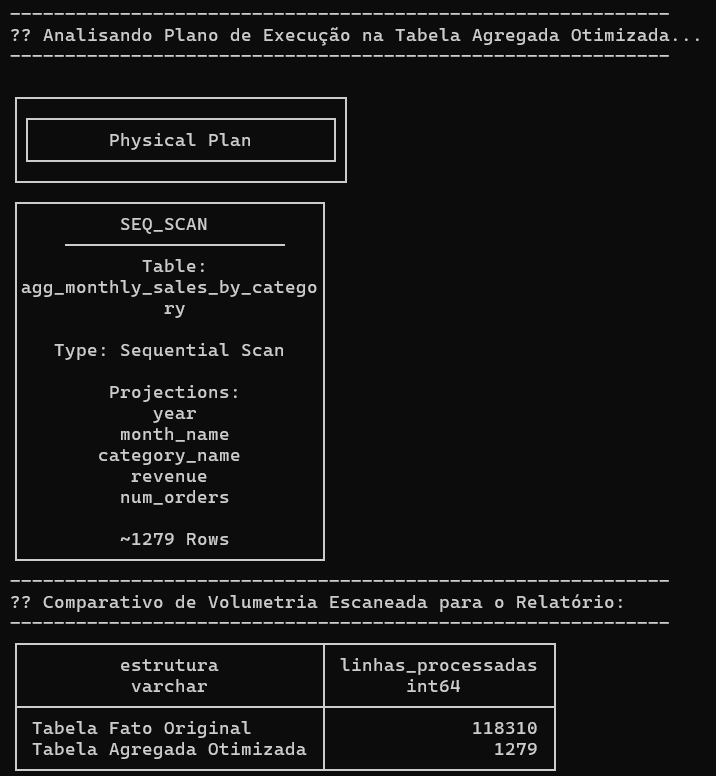 ?? Analisando Plano de Execução na Tabela Agregada Otimizada...
Physical Plan
SEQ_SCAN
Table:
agg_monthly_sales_by_catego
ry
Type: Sequential Scan
Projections:
year
month_name
category_name
revenue
num_orders
~1279 Rows
?? Comparativo de Volumetria Escaneada para o Relatório:
estrutura linhas_processadas
varchar int64
Tabela Fato Original 118310
Tabela Agregada Otimizada 1279